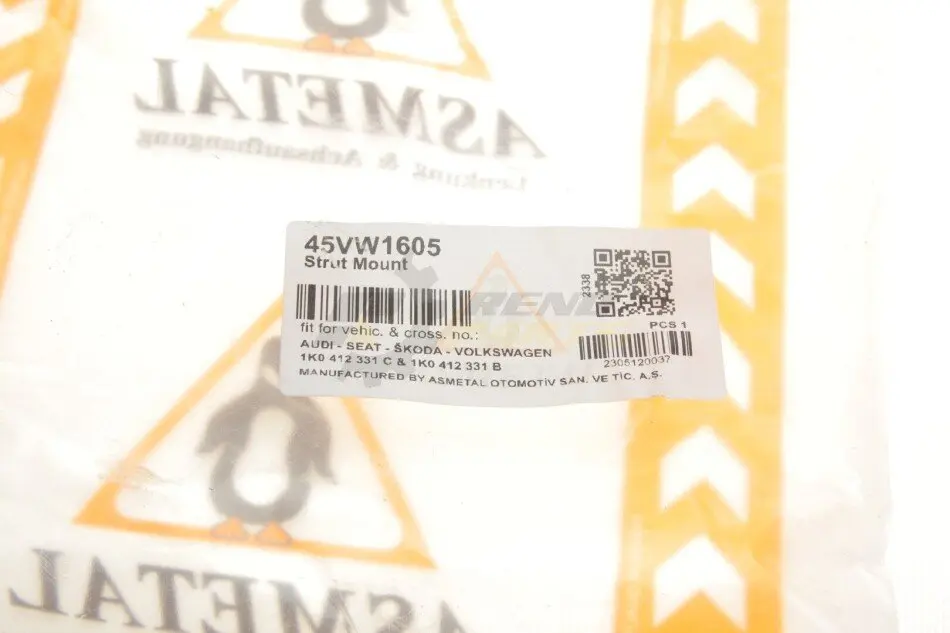 ASMETAL
Lenkung & Achsaufhangung
45VW1605
Strut Mount
2338
PCS 1
fit for vehic. & cross. no.:
AUDI - SEAT - ŠKODA - VOLKSWAGEN
1K0 412 331 C & 1K0 412 331 B
2305120037
MANUFACTURED BY ASMETAL OTOMOTİV SAN. VE TİC. A.Ş.
ASMETAL